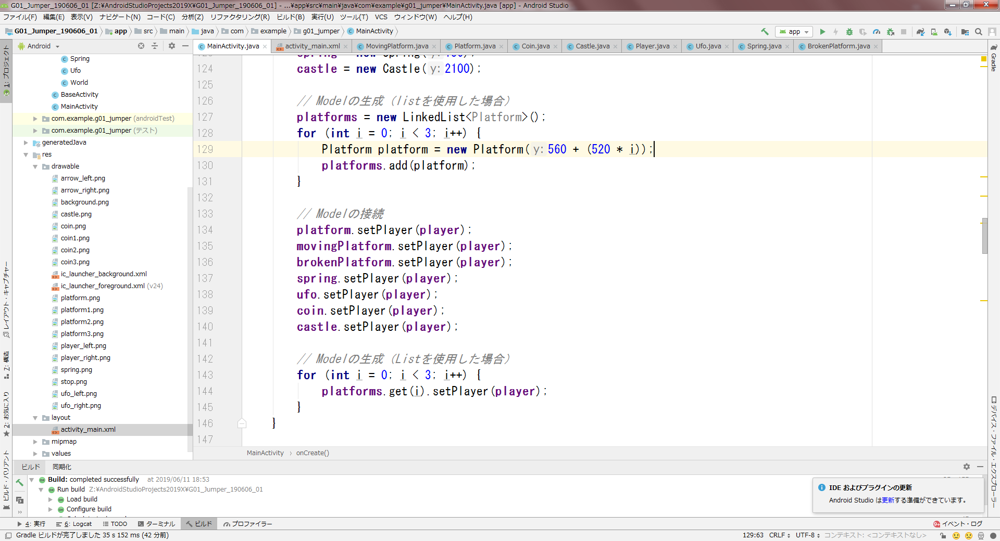 G01_Jumper_190606_01 [Z:¥AndroidStudioProjects2019X¥G01_Jumper_190606_01] - ...¥app¥src¥main¥java¥com¥example¥g01_jumper¥MainActivity.java [app] - Android Studio
ファイル(F) 編集(E) 表示(V) ナビゲート(N) コード(C) 分析(Z) リファクタリング(R) ビルド(B) 実行(U) ツール(T) VCS ウィンドウ(W) ヘルプ(H)
G01_Jumper_190606_01 app src main java com example g01_jumper MainActivity
app
Android
MainActivity.java activity_main.xml MovingPlatform.java Platform.java Coin.java Castle.java Player.java Ufo.java Spring.java BrokenPlatform.java
1: プロジェクト
レイアウト・キャプチャー
7: 構造
2: お気に入り
ビルド・バリアント
Spring
Ufo
World
BaseActivity
MainActivity
com.example.g01_jumper (androidTest)
com.example.g01_jumper (テスト)
generatedJava
res
drawable
arrow_left.png
arrow_right.png
background.png
castle.png
coin.png
coin1.png
coin2.png
coin3.png
ic_launcher_background.xml
ic_launcher_foreground.xml (v24)
platform.png
platform1.png
platform2.png
platform3.png
player_left.png
player_right.png
spring.png
stop.png
ufo_left.png
ufo_right.png
layout
activity_main.xml
mipmap
values
124 castle = new Castle( y: 2100);
125
126 // Modelの生成（listを使用した場合）
127 platforms = new LinkedList<Platform>();
128 for (int i = 0; i < 3; i++) {
129 Platform platform = new Platform( y: 560 + (520 * i));
130 platforms.add(platform);
131 }
132
133 // Modelの接続
134 platform.setPlayer(player);
135 movingPlatform.setPlayer(player);
136 brokenPlatform.setPlayer(player);
137 spring.setPlayer(player);
138 ufo.setPlayer(player);
139 coin.setPlayer(player);
140 castle.setPlayer(player);
141
142 // Modelの生成（Listを使用した場合）
143 for (int i = 0; i < 3; i++) {
144 platforms.get(i).setPlayer(player);
145 }
146 }
147
MainActivity › onCreate()
Gradle
デバイス・ファイル・エクスプローラー
ビルド 同期化
Build: completed successfully at 2019/06/11 18:53
Run build Z:¥AndroidStudioProjects2019X¥G01_Jumper_190606_01
Load build
Configure build
IDE およびプラグインの更新
Android Studio は更新する準備ができています。
4: 実行 6: Logcat TODO ターミナル ビルド プロファイラー
9+ イベント・ログ
Gradle ビルドが完了しました 35 s 152 ms (42 分前)
129:63 CRLF UTF-8 コンテキスト: <コンテキストなし>